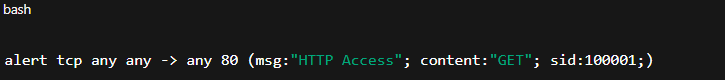 bash
alert tcp any any -> any 80 (msg:"HTTP Access"; content:"GET"; sid:100001;)